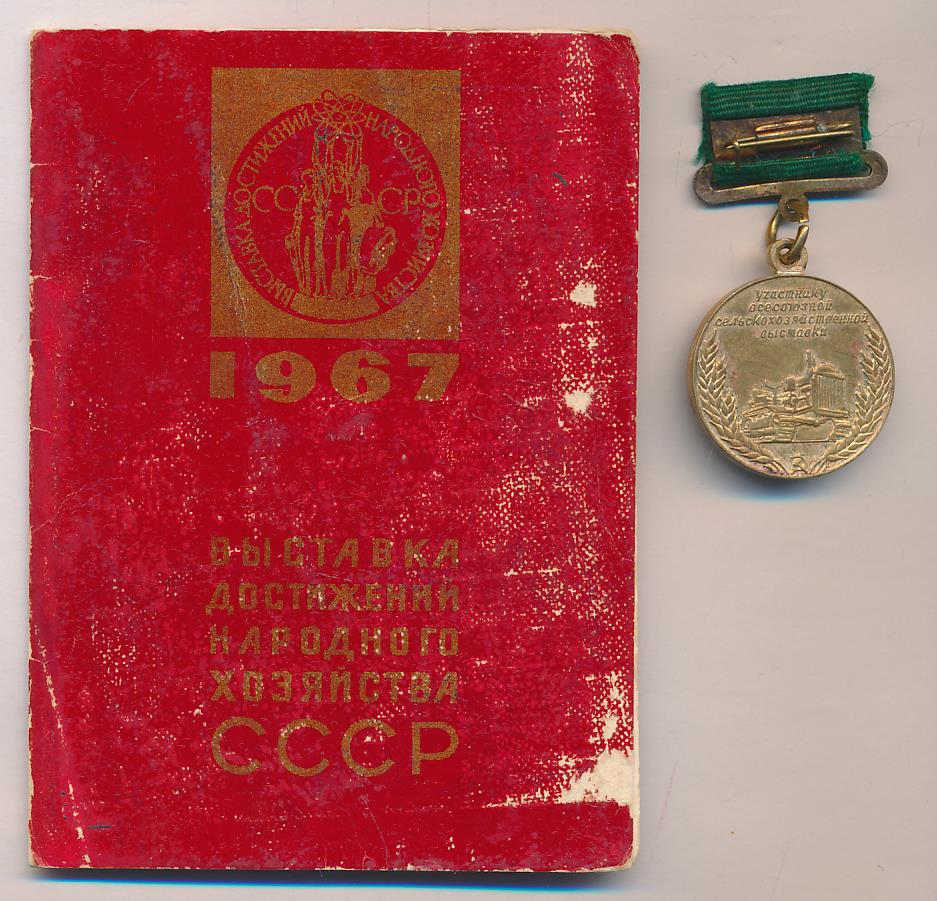 ВЫСТАВКА ДОСТИЖЕНИЙ НАРОДНОГО ХОЗЯЙСТВА
СССР
1967
ВЫСТАВКА
ДОСТИЖЕНИЙ
НАРОДНОГО
ХОЗЯЙСТВА
СССР
участнику
всесоюзной
сельскохозяйственной
выставки